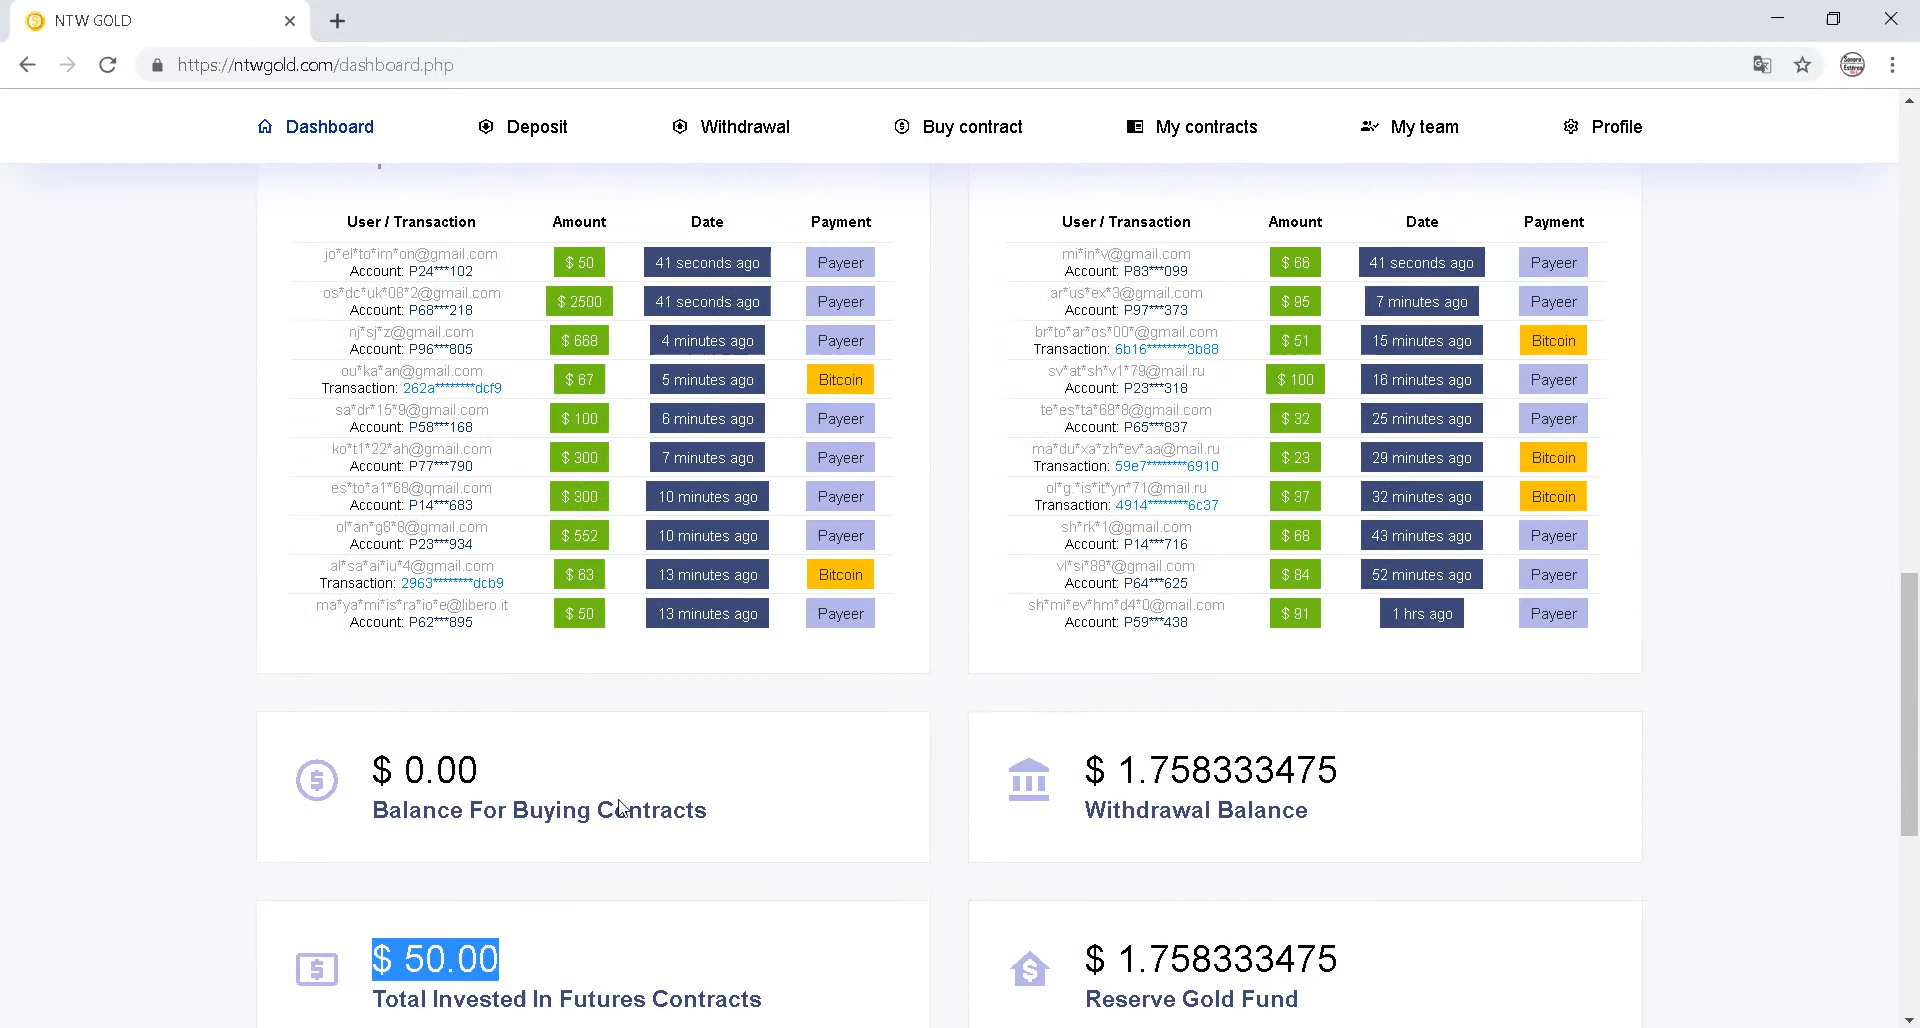 NTW GOLD
https://ntwgold.com/dashboard.php
Dashboard
Deposit
Withdrawal
Buy contract
My contracts
My team
Profile
User / Transaction Amount Date Payment
jo*el*to*im*on@gmail.com
Account: P24***102
$ 50 41 seconds ago Payeer
os*dc*uk*08*2@gmail.com
Account: P68***218
$ 2500 41 seconds ago Payeer
nj*sj*z@gmail.com
Account: P96***805
$ 668 4 minutes ago Payeer
ou*ka*an@gmail.com
Transaction: 262a********dcf9
$ 67 5 minutes ago Bitcoin
sa*dr*15*9@gmail.com
Account: P58***168
$ 100 6 minutes ago Payeer
ko*t1*22*ah@gmail.com
Account: P77***790
$ 300 7 minutes ago Payeer
es*to*a1*68@gmail.com
Account: P14***683
$ 300 10 minutes ago Payeer
ol*an*g8*8@gmail.com
Account: P23***934
$ 552 10 minutes ago Payeer
al*sa*ai*iu*4@gmail.com
Transaction: 2963********dcb9
$ 63 13 minutes ago Bitcoin
ma*ya*mi*is*ra*io*e@libero.it
Account: P62***895
$ 50 13 minutes ago Payeer
User / Transaction Amount Date Payment
mi*in*v@gmail.com
Account: P83***099
$ 66 41 seconds ago Payeer
ar*us*ex*3@gmail.com
Account: P97***373
$ 95 7 minutes ago Payeer
br*to*ar*os*00*@gmail.com
Transaction: 6b16********3b88
$ 51 15 minutes ago Bitcoin
sv*at*sh*v1*79@mail.ru
Account: P23***318
$ 100 16 minutes ago Payeer
te*es*ta*68*8@gmail.com
Account: P65***837
$ 32 25 minutes ago Payeer
ma*du*xa*zh*ev*aa@mail.ru
Transaction: 59e7********6910
$ 23 29 minutes ago Bitcoin
ol*g.*is*it*yn*71@mail.ru
Transaction: 4914********6c37
$ 37 32 minutes ago Bitcoin
sh*rk*1@gmail.com
Account: P14***716
$ 68 43 minutes ago Payeer
vl*si*88*@gmail.com
Account: P64***625
$ 84 52 minutes ago Payeer
sh*mi*ev*hm*d4*0@mail.com
Account: P59***438
$ 91 1 hrs ago Payeer
$ 0.00
Balance For Buying Contracts
$ 1.758333475
Withdrawal Balance
$ 50.00
Total Invested In Futures Contracts
$ 1.758333475
Reserve Gold Fund